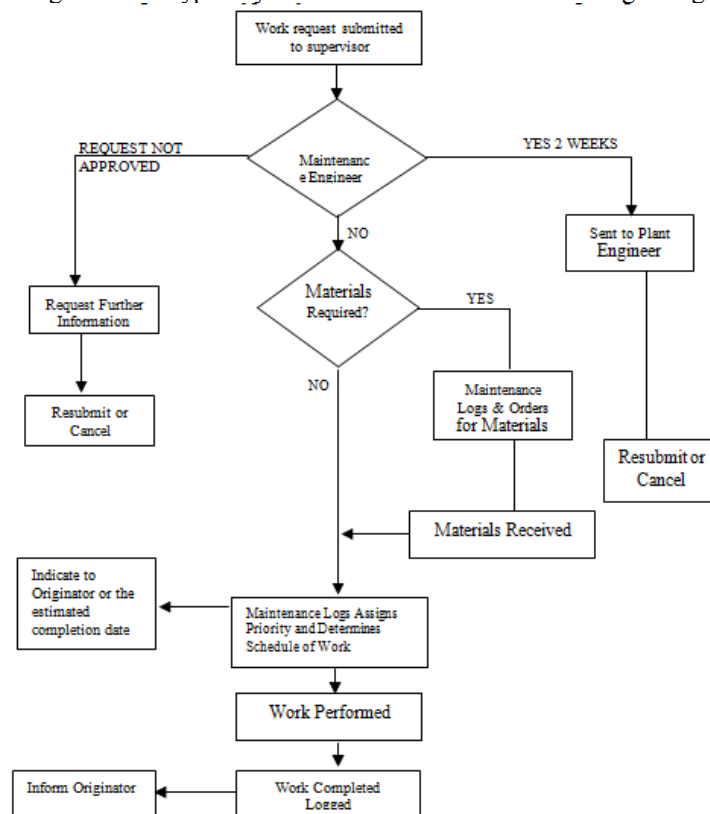 Work request submitted
to supervisor
REQUEST NOT
APPROVED
YES 2 WEEKS
Maintenanc
e Engineer
NO
Sent to Plant
Engineer
Materials
Required?
YES
Request Further
Information
NO
Maintenance
Logs & Orders
for Materials
Resubmit or
Cancel
Resubmit or
Cancel
Materials Received
Indicate to
Originator or the
estimated
completion date
Maintenance Logs Assigns
Priority and Determines
Schedule of Work
Work Performed
Inform Originator
Work Completed
Logged